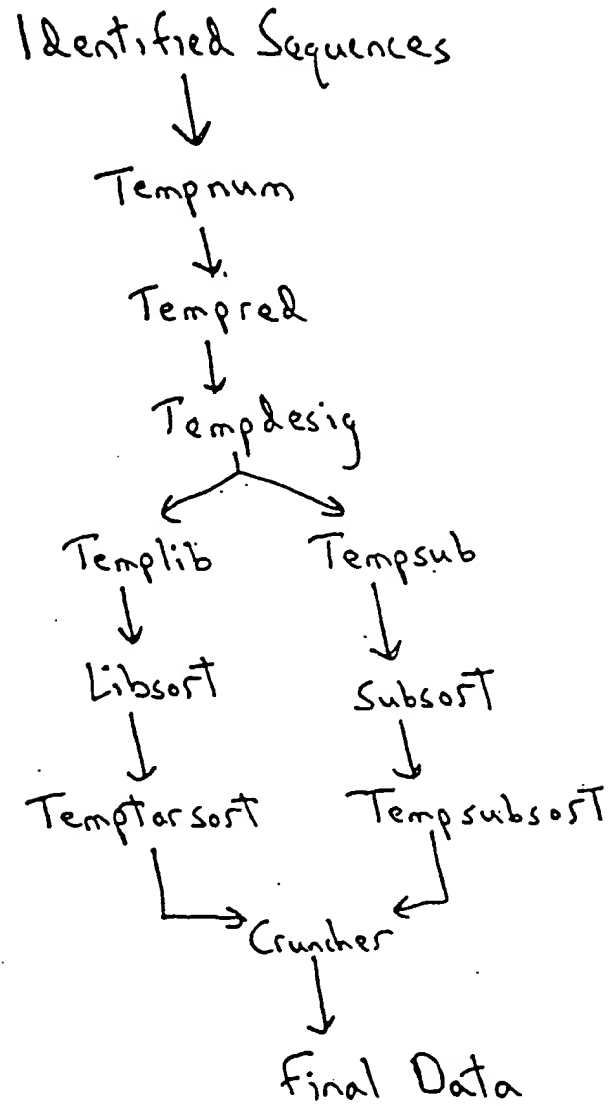 Identified Sequences
Tempnum
Tempred
Tempdesig
Templib Tempsub
Libsort Subsort
Temptarsort Tempsubsort
Cruncher
Final Data